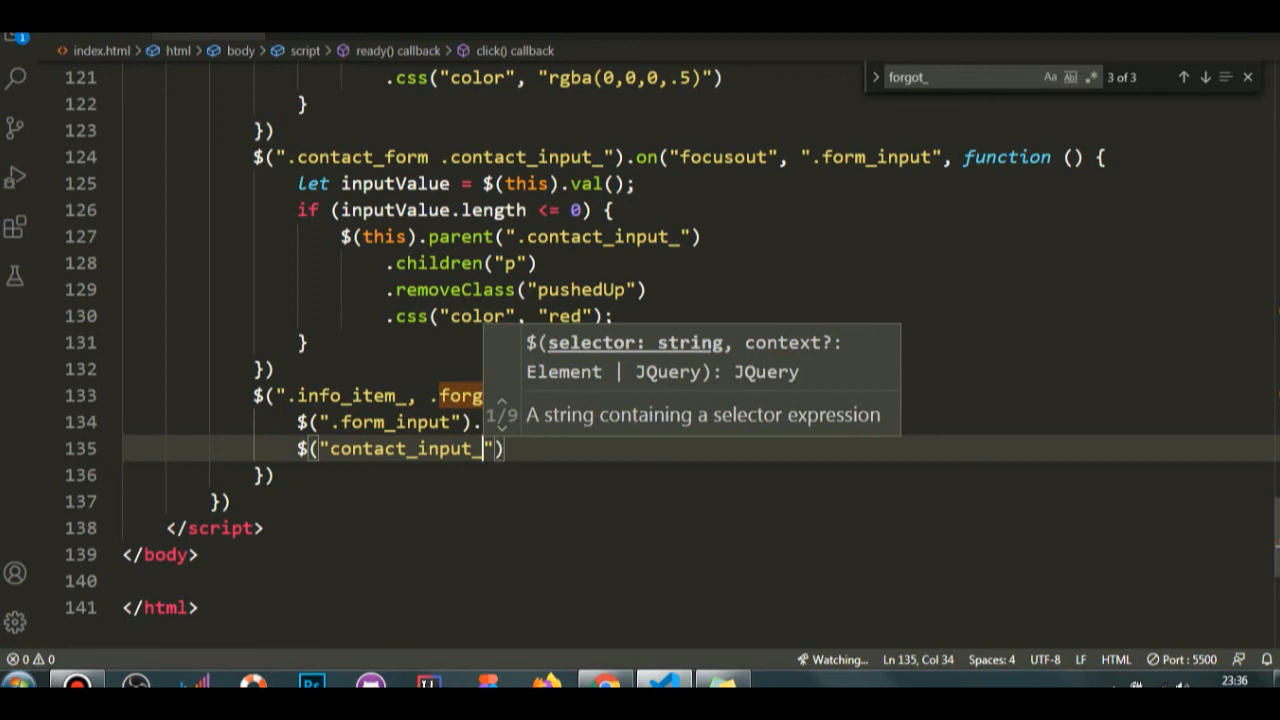 1
index.html html body script ready() callback click() callback
forgot_ Aa Ab .* 3 of 3
121 .css("color", "rgba(0,0,0,.5)")
122 }
123 })
124 $(".contact_form .contact_input_").on("focusout", ".form_input", function () {
125 let inputValue = $(this).val();
126 if (inputValue.length <= 0) {
127 $(this).parent(".contact_input_")
128 .children("p")
129 .removeClass("pushedUp")
130 .css("color", "red");
131 }
132 })
133 $(".info_item_, .forg
134 $(".form_input").
135 $("contact_input_")
136 })
137 })
138 </script>
139 </body>
140
141 </html>
$(selector: string, context?:
Element | JQuery): JQuery
1/9 A string containing a selector expression
0 0 Watching... Ln 135, Col 34 Spaces: 4 UTF-8 LF HTML Port : 5500
Ps 23:36